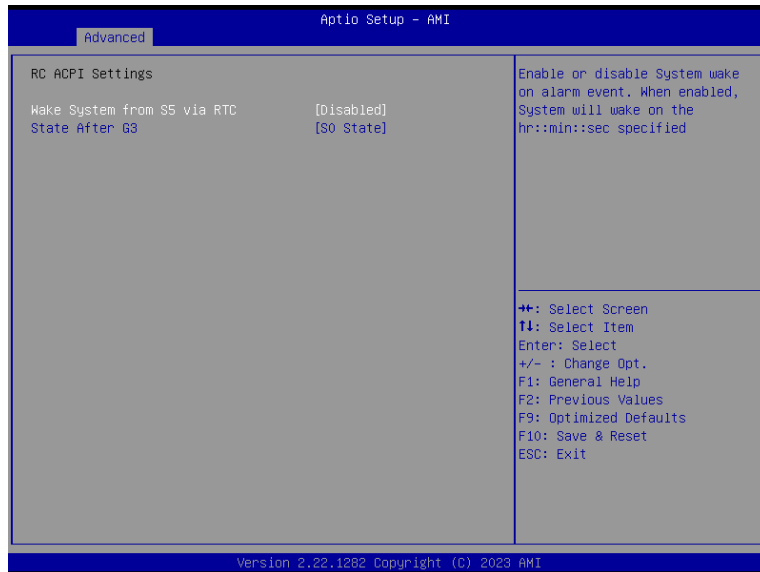 Aptio Setup – AMI
Advanced
RC ACPI Settings
Wake System from S5 via RTC [Disabled]
State After G3 [S0 State]
Enable or disable System wake
on alarm event. When enabled,
System will wake on the
hr::min::sec specified
→←: Select Screen
↑↓: Select Item
Enter: Select
+/- : Change Opt.
F1: General Help
F2: Previous Values
F9: Optimized Defaults
F10: Save & Reset
ESC: Exit
Version 2.22.1282 Copyright (C) 2023 AMI